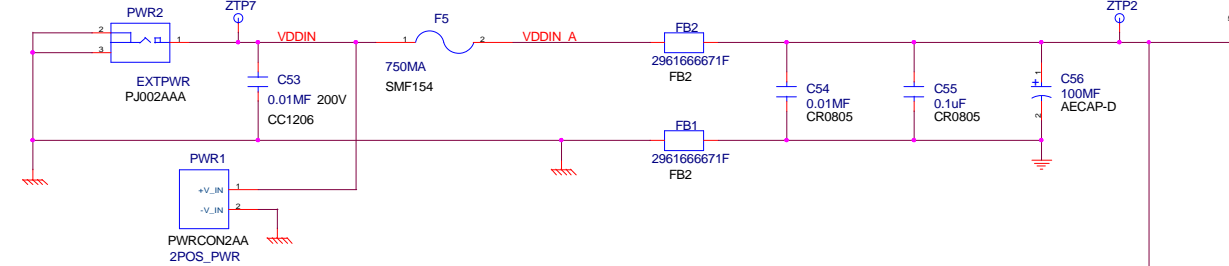 ZTP7
ZTP2
PWR2
F5
2
3
1
VDDIN
1
2
VDDIN_A
FB2
2961666671F
FB2
750MA
SMF154
EXTPWR
PJ002AAA
C53
0.01MF 200V
CC1206
C54
0.01MF
CR0805
C55
0.1uF
CR0805
1
+
C56
100MF
AECAP-D
2
FB1
2961666671F
FB2
PWR1
+V_IN
1
-V_IN
2
PWRCON2AA
2POS_PWR